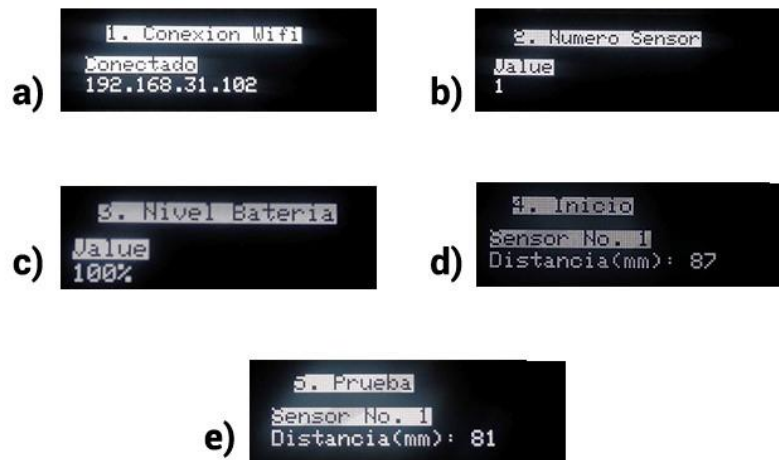 a)
1. Conexion Wifi
Conectado
192.168.31.102
b)
2. Numero Sensor
Value
1
c)
3. Nivel Bateria
Value
100%
d)
4. Inicio
Sensor No. 1
Distancia(mm): 87
e)
5. Prueba
Sensor No. 1
Distancia(mm): 81